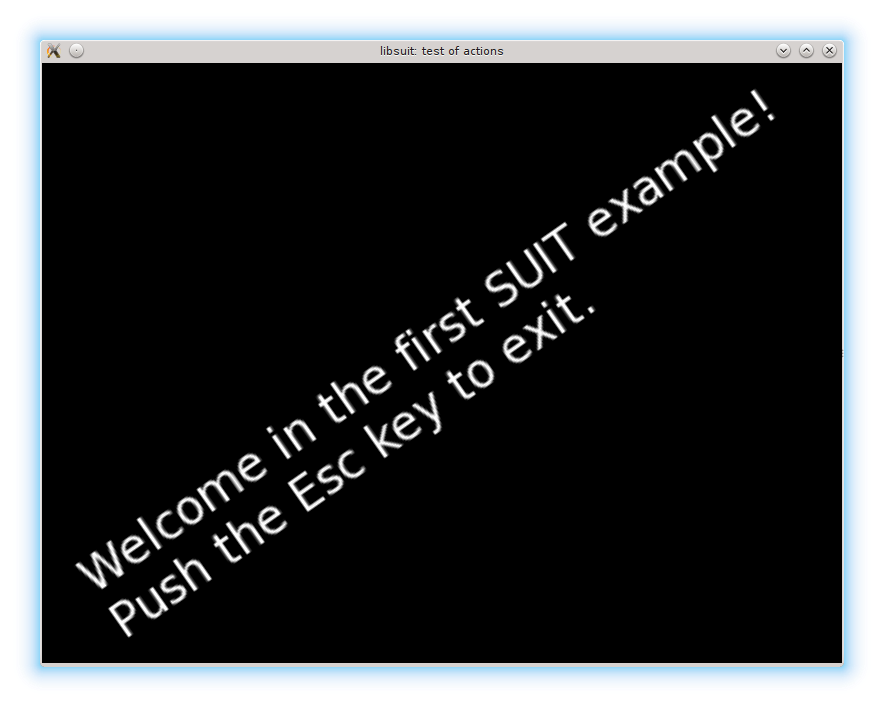 libsuit: test of actions
Welcome in the first SUIT example!
Push the Esc key to exit.